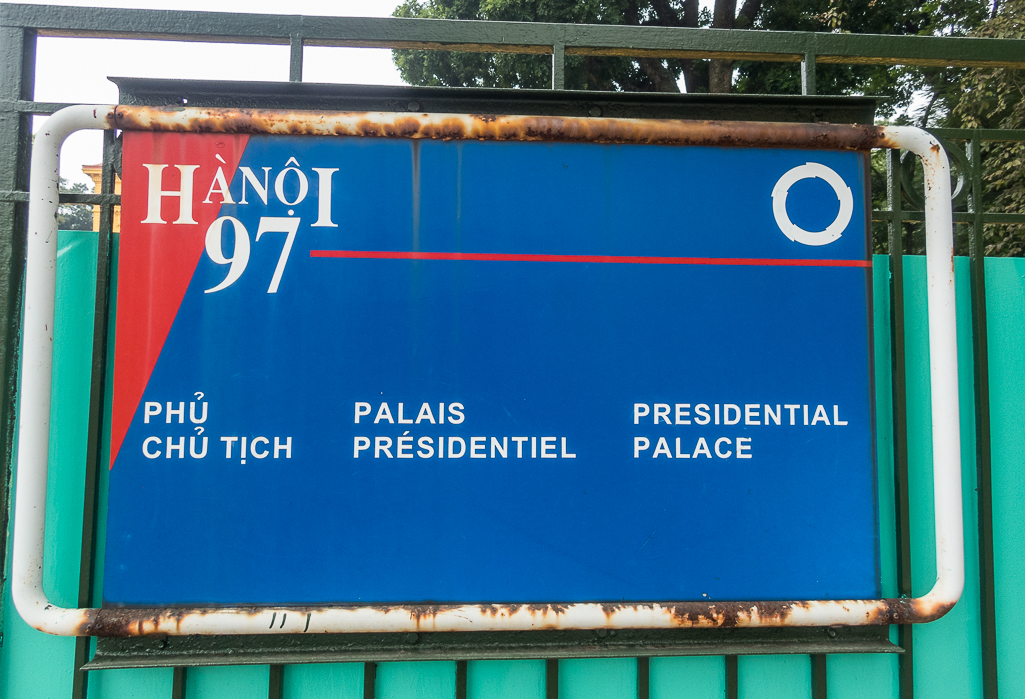 HÀNỘI
97
PHỦ
CHỦ TỊCH
PALAIS
PRÉSIDENTIEL
PRESIDENTIAL
PALACE